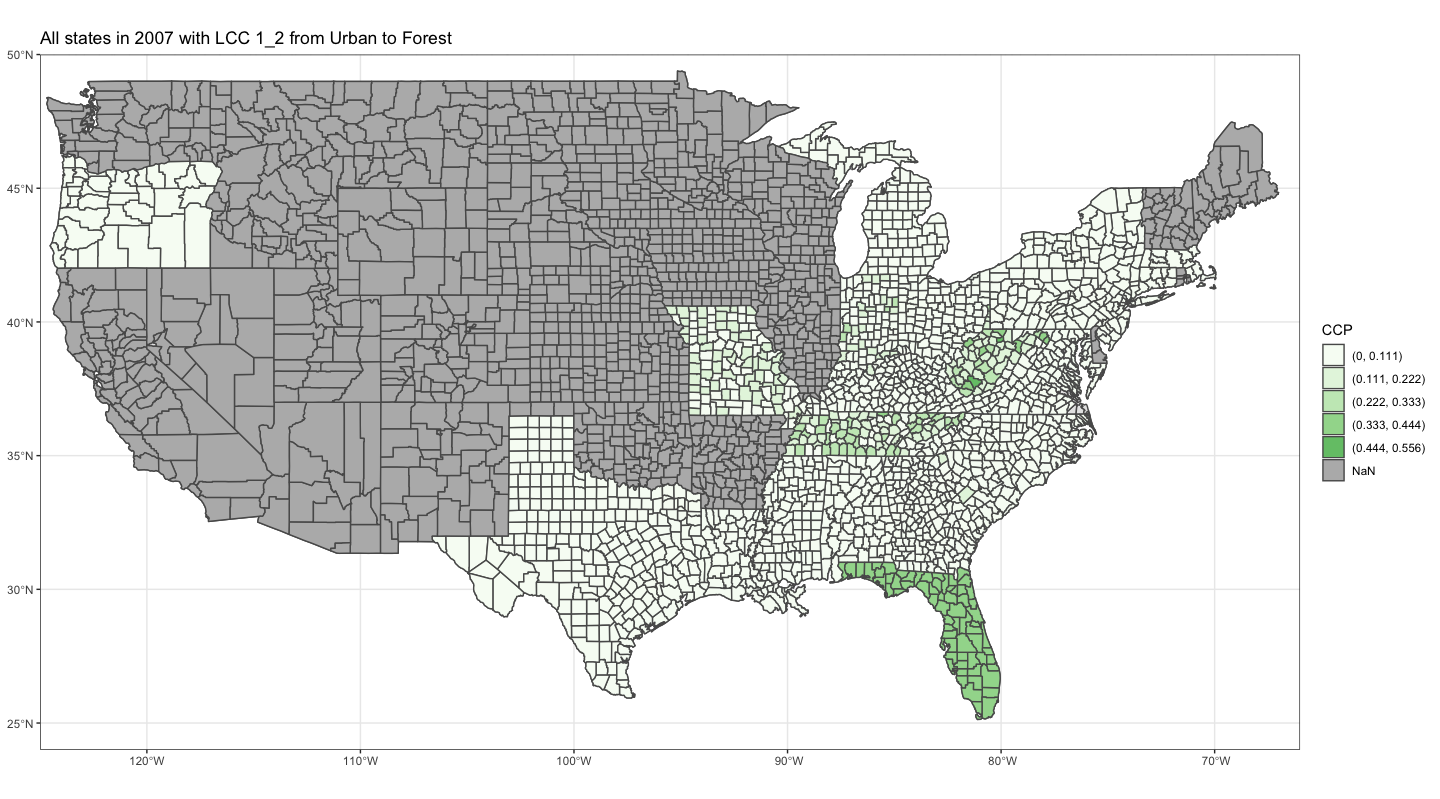 All states in 2007 with LCC 1_2 from Urban to Forest
50°N
45°N
40°N
35°N
30°N
25°N
120°W
110°W
100°W
90°W
80°W
70°W
CCP
(0, 0.111)
(0.111, 0.222)
(0.222, 0.333)
(0.333, 0.444)
(0.444, 0.556)
NaN